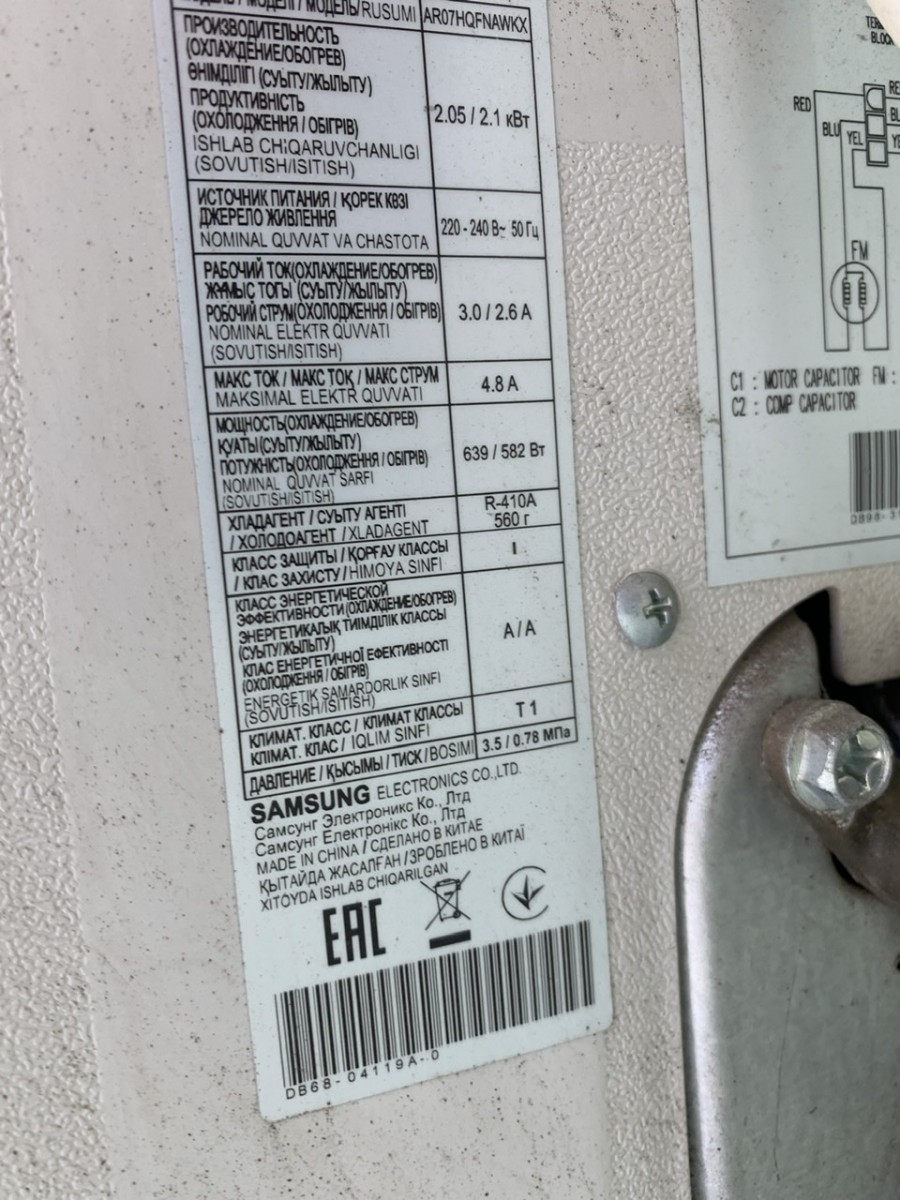 МОДЕЛЬ / МОДЕЛІ / МОДЕЛЬ/RUSUMI AR07HQFNAWKX
ПРОИЗВОДИТЕЛЬНОСТЬ
(ОХЛАЖДЕНИЕ/ОБОГРЕВ)
ӨНІМДІЛІГІ (СУЫТУ/ЖЫЛЫТУ)
ПРОДУКТИВНІСТЬ
(ОХОЛОДЖЕННЯ / ОБІГРІВ)
ISHLAB CHIQARUVCHANLIGI
(SOVUTISH/ISITISH)
2.05 / 2.1 кВт
ИСТОЧНИК ПИТАНИЯ / ҚОРЕК КӨЗІ
ДЖЕРЕЛО ЖИВЛЕННЯ
NOMINAL QUVVAT VA CHASTOTA
220 - 240 В~ 50 Гц
РАБОЧИЙ ТОК(ОХЛАЖДЕНИЕ/ОБОГРЕВ)
ЖҰМЫС ТОГЫ (СУЫТУ/ЖЫЛЫТУ)
РОБОЧИЙ СТРУМ(ОХОЛОДЖЕННЯ / ОБІГРІВ)
NOMINAL ELEKTR QUVVATI
(SOVUTISH/ISITISH)
3.0 / 2.6 A
МАКС ТОК / МАКС ТОҚ / МАКС СТРУМ
MAKSIMAL ELEKTR QUVVATI
4.8 A
МОЩНОСТЬ(ОХЛАЖДЕНИЕ/ОБОГРЕВ)
ҚУАТЫ(СУЫТУ/ЖЫЛЫТУ)
ПОТУЖНІСТЬ(ОХОЛОДЖЕННЯ / ОБІГРІВ)
NOMINAL QUVVAT SARFI
(SOVUTISH/ISITISH)
639 / 582 Вт
ХЛАДАГЕНТ / СУЫТУ АГЕНТІ
/ ХОЛОДОАГЕНТ /XLADAGENT
R-410A
560 г
КЛАСС ЗАЩИТЫ / ҚОРҒАУ КЛАССЫ
/ КЛАС ЗАХИСТУ / HIMOYA SINFI
I
КЛАСС ЭНЕРГЕТИЧЕСКОЙ
ЭФФЕКТИВНОСТИ(ОХЛАЖДЕНИЕ/ОБОГРЕВ)
ЭНЕРГЕТИКАЛЫҚ ТИІМДІЛІК КЛАССЫ
(СУЫТУ/ЖЫЛЫТУ)
КЛАС ЕНЕРГЕТИЧНОЇ ЕФЕКТИВНОСТІ
(ОХОЛОДЖЕННЯ / ОБІГРІВ)
ENERGETIK SAMARDORLIK SINFI
(SOVUTISH/ISITISH)
A / A
КЛИМАТ. КЛАСС / КЛИМАТ КЛАССЫ
КЛІМАТ. КЛАС / IQLIM SINFI
T 1
ДАВЛЕНИЕ / ҚЫСЫМЫ / ТИСК / BOSIMI 3.5 / 0.78 МПа
SAMSUNG ELECTRONICS CO.,LTD.
Самсунг Электроникс Ко., Лтд
Самсунг Електронікс Ко., Лтд
MADE IN CHINA / СДЕЛАНО В КИТАЕ
ҚЫТАЙДА ЖАСАЛҒАН / ЗРОБЛЕНО В КИТАЇ
XITOYDA ISHLAB CHIQARILGAN
EAC
DB68-04119A-0
RED
BLU
YEL
FM
C1 : MOTOR CAPACITOR FM :
C2 : COMP CAPACITOR